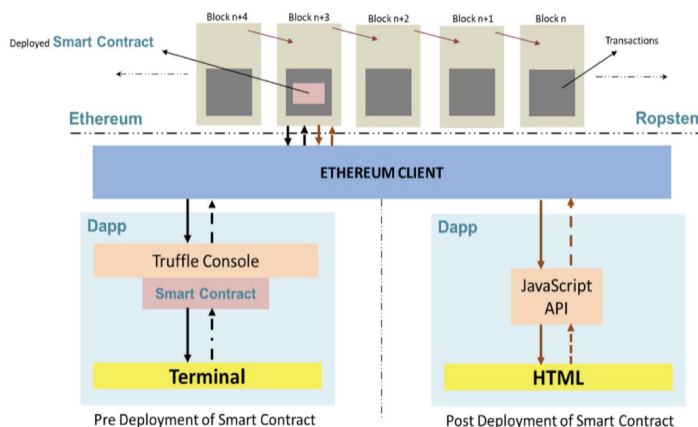 Block n+4
Block n+3
Block n+2
Block n+1
Block n
Deployed Smart Contract
Transactions
Ethereum
Ropsten
ETHEREUM CLIENT
Dapp
Dapp
Truffle Console
Smart Contract
JavaScript
API
Terminal
HTML
Pre Deployment of Smart Contract
Post Deployment of Smart Contract